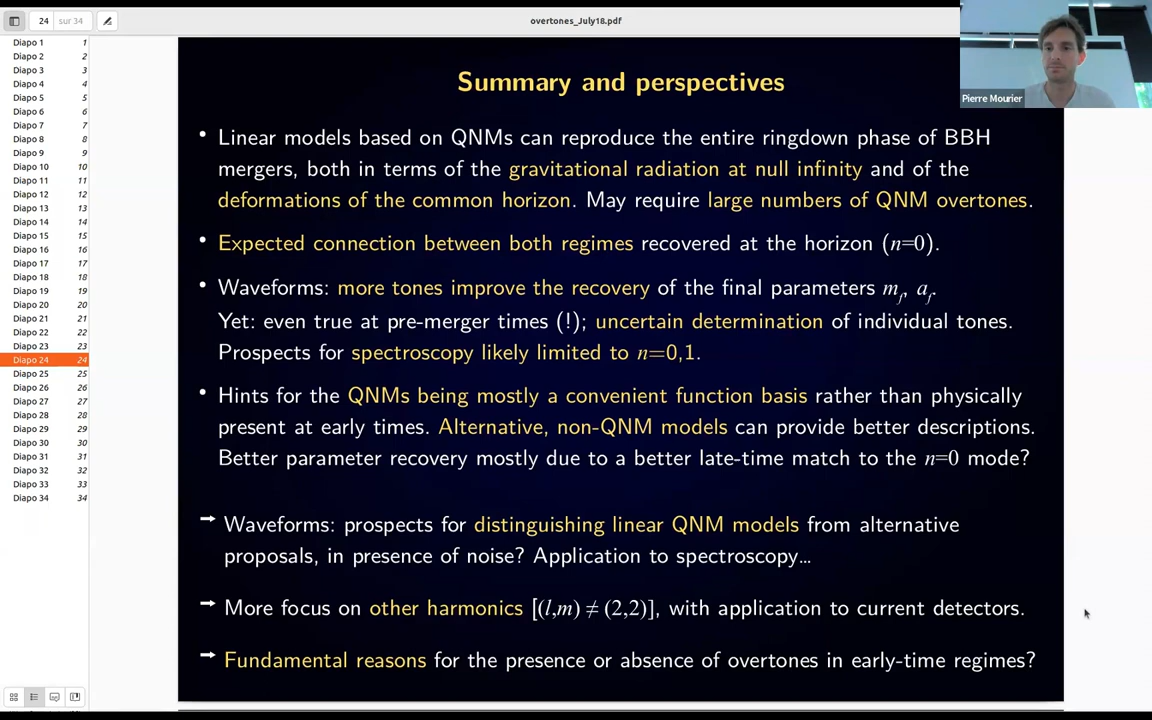 24 sur 34
overtones_July18.pdf
Pierre Mourier
Diapo 1 1
Diapo 2 2
Diapo 3 3
Diapo 4 4
Diapo 5 5
Diapo 6 6
Diapo 7 7
Diapo 8 8
Diapo 9 9
Diapo 10 10
Diapo 11 11
Diapo 12 12
Diapo 13 13
Diapo 14 14
Diapo 15 15
Diapo 16 16
Diapo 17 17
Diapo 18 18
Diapo 19 19
Diapo 20 20
Diapo 21 21
Diapo 22 22
Diapo 23 23
Diapo 24 24
Diapo 25 25
Diapo 26 26
Diapo 27 27
Diapo 28 28
Diapo 29 29
Diapo 30 30
Diapo 31 31
Diapo 32 32
Diapo 33 33
Diapo 34 34
Summary and perspectives
• Linear models based on QNMs can reproduce the entire ringdown phase of BBH
mergers, both in terms of the gravitational radiation at null infinity and of the
deformations of the common horizon. May require large numbers of QNM overtones.
• Expected connection between both regimes recovered at the horizon (n=0).
• Waveforms: more tones improve the recovery of the final parameters m_f, a_f.
Yet: even true at pre-merger times (!); uncertain determination of individual tones.
Prospects for spectroscopy likely limited to n=0,1.
• Hints for the QNMs being mostly a convenient function basis rather than physically
present at early times. Alternative, non-QNM models can provide better descriptions.
Better parameter recovery mostly due to a better late-time match to the n=0 mode?
➞ Waveforms: prospects for distinguishing linear QNM models from alternative
proposals, in presence of noise? Application to spectroscopy...
➞ More focus on other harmonics [(l,m) ≠ (2,2)], with application to current detectors.
➞ Fundamental reasons for the presence or absence of overtones in early-time regimes?